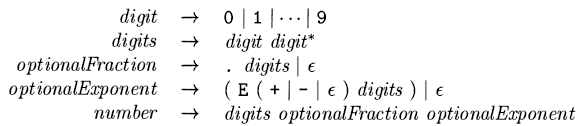 digit → 0 | 1 | ⋯ | 9
digits → digit digit*
optionalFraction → . digits | ϵ
optionalExponent → ( E ( + | - | ϵ ) digits ) | ϵ
number → digits optionalFraction optionalExponent